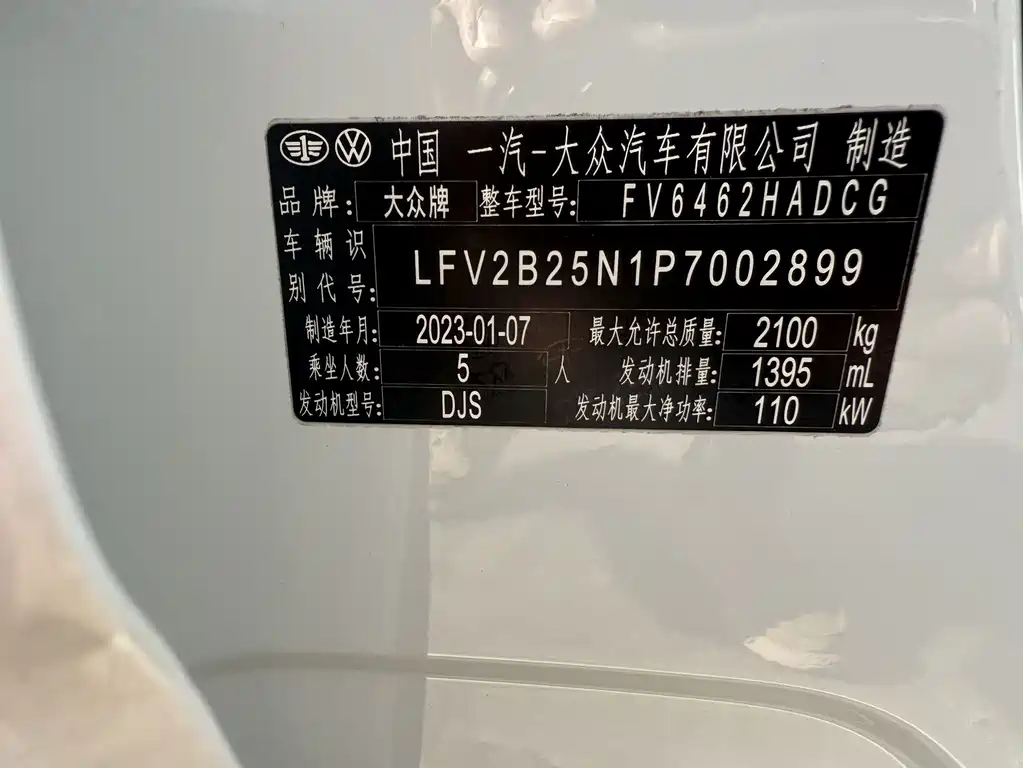 中国 一汽-大众汽车有限公司 制造
品牌: 大众牌 整车型号: FV6462HADCG
车辆识别代号: LFV2B25N1P7002899
制造年月: 2023-01-07 最大允许总质量: 2100 kg
乘坐人数: 5 人 发动机排量: 1395 mL
发动机型号: DJS 发动机最大净功率: 110 kW